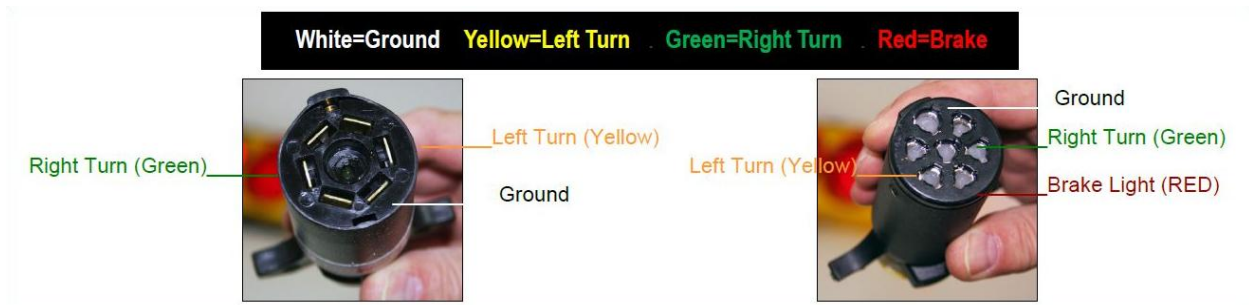 White=Ground Yellow=Left Turn . Green=Right Turn . Red=Brake
Right Turn (Green)
Left Turn (Yellow)
Ground
Ground
Right Turn (Green)
Left Turn (Yellow)
Brake Light (RED)